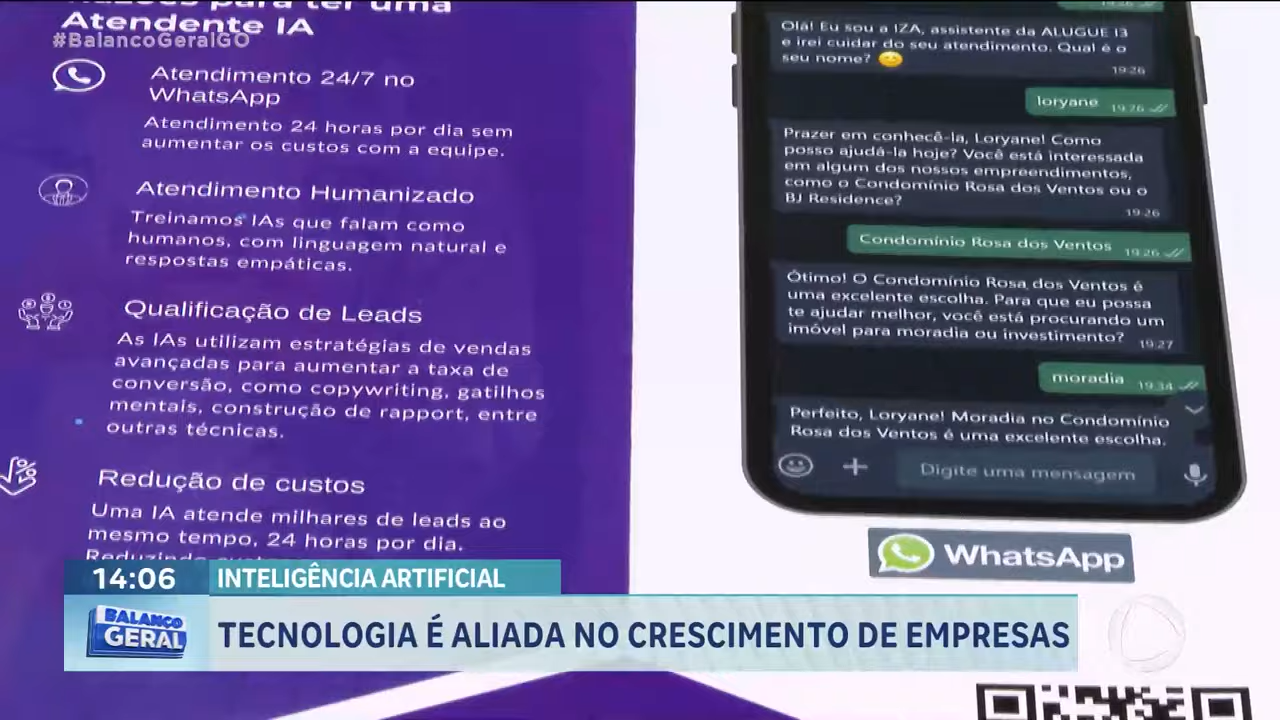 razões para ter uma
Atendente IA
#BalancoGeralGO
Atendimento 24/7 no
WhatsApp
Atendimento 24 horas por dia sem
aumentar os custos com a equipe.
Atendimento Humanizado
Treinamos IAs que falam como
humanos, com linguagem natural e
respostas empáticas.
Qualificação de Leads
As IAs utilizam estratégias de vendas
avançadas para aumentar a taxa de
conversão, como copywriting, gatilhos
mentais, construção de rapport, entre
outras técnicas.
Redução de custos
Uma IA atende milhares de leads ao
mesmo tempo, 24 horas por dia.
Reduzindo
19:26
Olá! Eu sou a IZA, assistente da ALUGUE I3
e irei cuidar do seu atendimento. Qual é o
seu nome?
19:26
loryane 19:26
Prazer em conhecê-la, Loryane! Como
posso ajudá-la hoje? Você está interessada
em algum dos nossos empreendimentos,
como o Condomínio Rosa dos Ventos ou o
BJ Residence?
19:26
Condomínio Rosa dos Ventos 19:26
Ótimo! O Condomínio Rosa dos Ventos é
uma excelente escolha. Para que eu possa
te ajudar melhor, você está procurando um
imóvel para moradia ou investimento? 19:27
moradia 19:34
Perfeito, Loryane! Moradia no Condomínio
Rosa dos Ventos é uma excelente escolha.
Digite uma mensagem
WhatsApp
14:06 INTELIGÊNCIA ARTIFICIAL
BALANÇO
GERAL
TECNOLOGIA É ALIADA NO CRESCIMENTO DE EMPRESAS